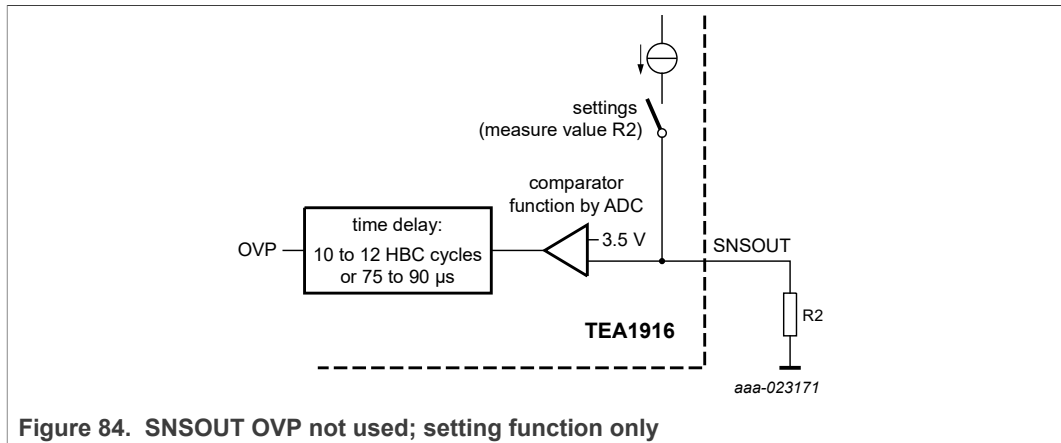 settings
(measure value R2)
comparator
function by ADC
time delay:
10 to 12 HBC cycles
or 75 to 90 µs
OVP
3.5 V
SNSOUT
R2
TEA1916
aaa-023171
Figure 84. SNSOUT OVP not used; setting function only